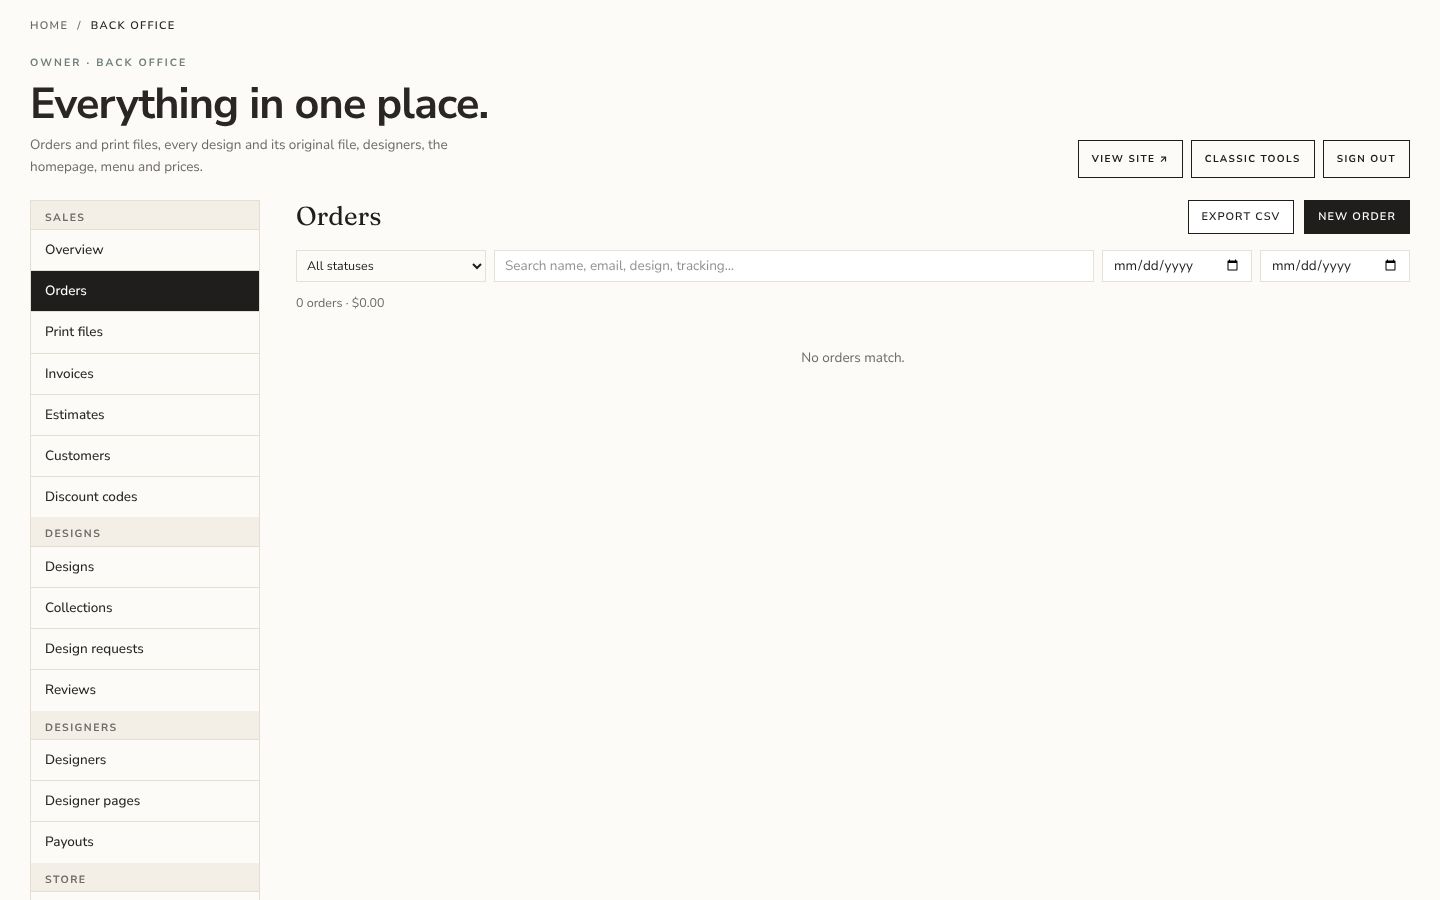 HOME / BACK OFFICE
OWNER · BACK OFFICE
Everything in one place.
Orders and print files, every design and its original file, designers, the
homepage, menu and prices.
VIEW SITE ↗
CLASSIC TOOLS
SIGN OUT
SALES
Overview
Orders
Print files
Invoices
Estimates
Customers
Discount codes
DESIGNS
Designs
Collections
Design requests
Reviews
DESIGNERS
Designers
Designer pages
Payouts
STORE
Orders
EXPORT CSV
NEW ORDER
All statuses
Search name, email, design, tracking...
mm/dd/yyyy
mm/dd/yyyy
0 orders · $0.00
No orders match.